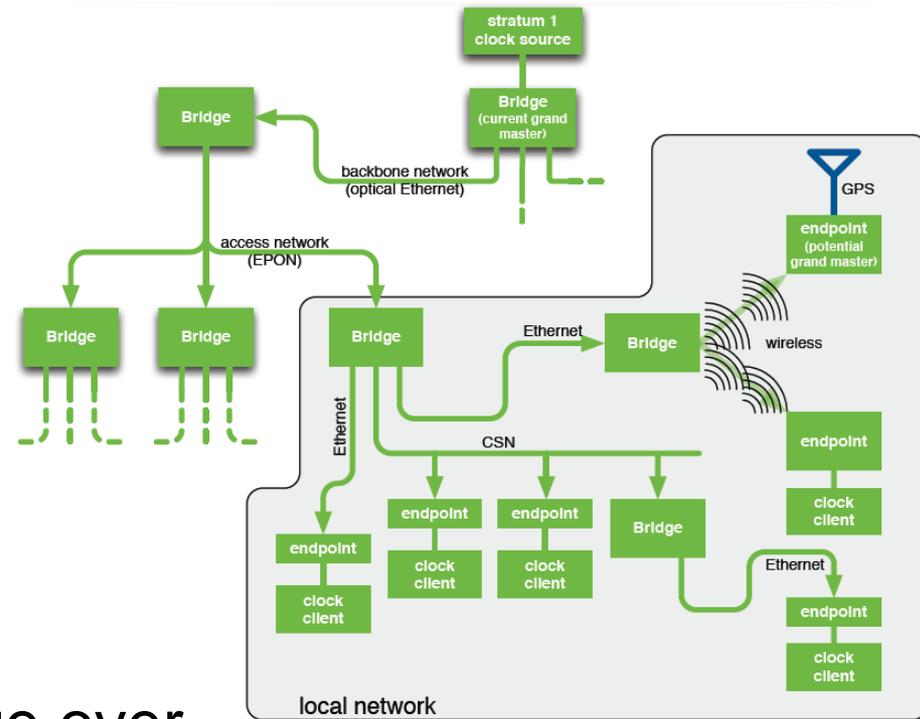 stratum 1
clock source
Bridge
(current grand
master)
Bridge
backbone network
(optical Ethernet)
GPS
endpoint
(potential
grand master)
access network
(EPON)
Bridge
Bridge
Bridge
Ethernet
Bridge
wireless
Ethernet
CSN
endpoint
clock
client
endpoint
clock
client
endpoint
clock
client
Bridge
endpoint
clock
client
Ethernet
endpoint
clock
client
local network